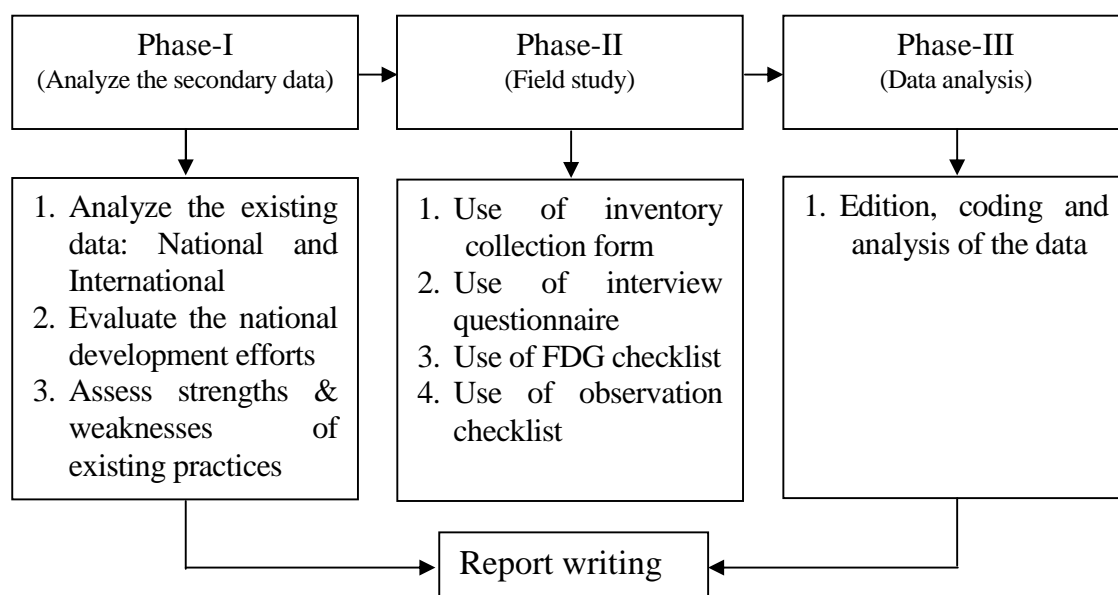 Phase-I
(Analyze the secondary data)
Phase-II
(Field study)
Phase-III
(Data analysis)
1. Analyze the existing
data: National and
International
2. Evaluate the national
development efforts
3. Assess strengths &
weaknesses of
existing practices
1. Use of inventory
collection form
2. Use of interview
questionnaire
3. Use of FDG checklist
4. Use of observation
checklist
1. Edition, coding and
analysis of the data
Report writing